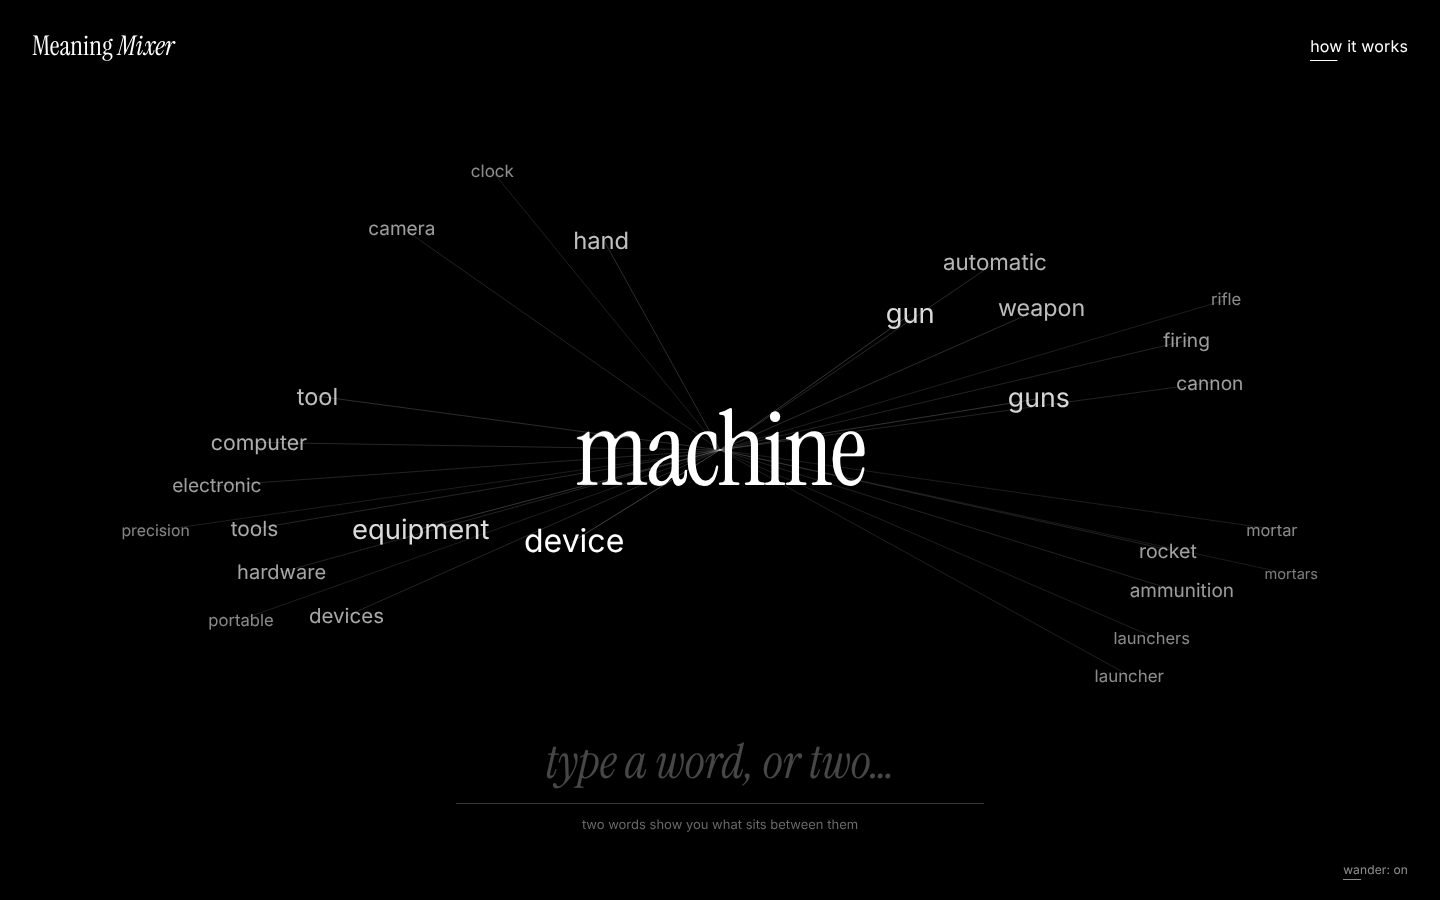 Meaning Mixer
how it works
clock
camera
hand
automatic
gun
weapon
rifle
firing
cannon
tool
guns
computer
machine
electronic
precision
tools
equipment
device
mortar
rocket
hardware
mortars
ammunition
portable
devices
launchers
launcher
type a word, or two...
two words show you what sits between them
wander: on